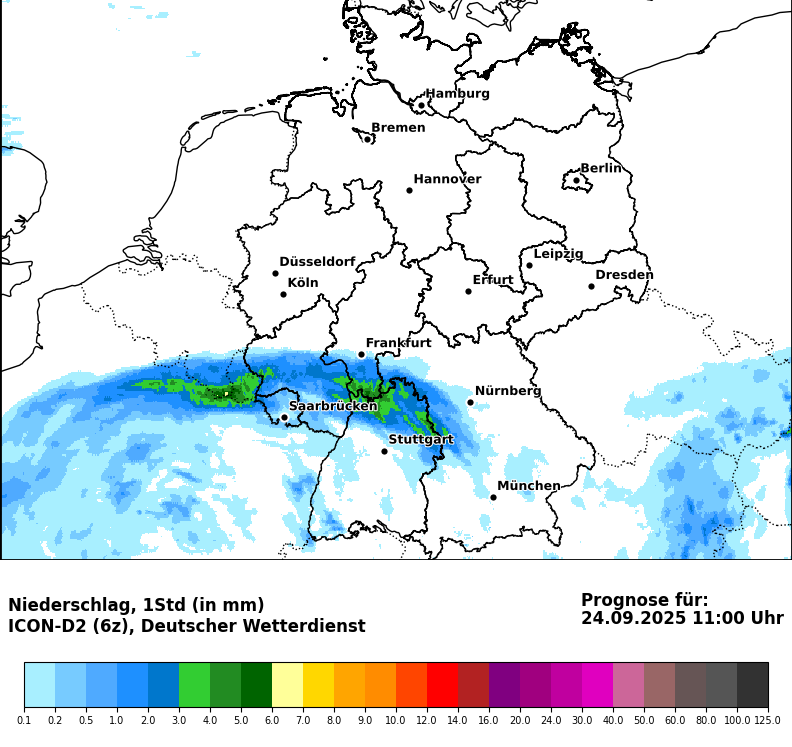 Hamburg
Bremen
Berlin
Hannover
Leipzig
Düsseldorf
Dresden
Köln
Erfurt
Frankfurt
Nürnberg
Saarbrücken
Stuttgart
München
Niederschlag, 1Std (in mm)
ICON-D2 (6z), Deutscher Wetterdienst
Prognose für:
24.09.2025 11:00 Uhr
0.1 0.2 0.5 1.0 2.0 3.0 4.0 5.0 6.0 7.0 8.0 9.0 10.0 12.0 14.0 16.0 20.0 24.0 30.0 40.0 50.0 60.0 80.0 100.0 125.0